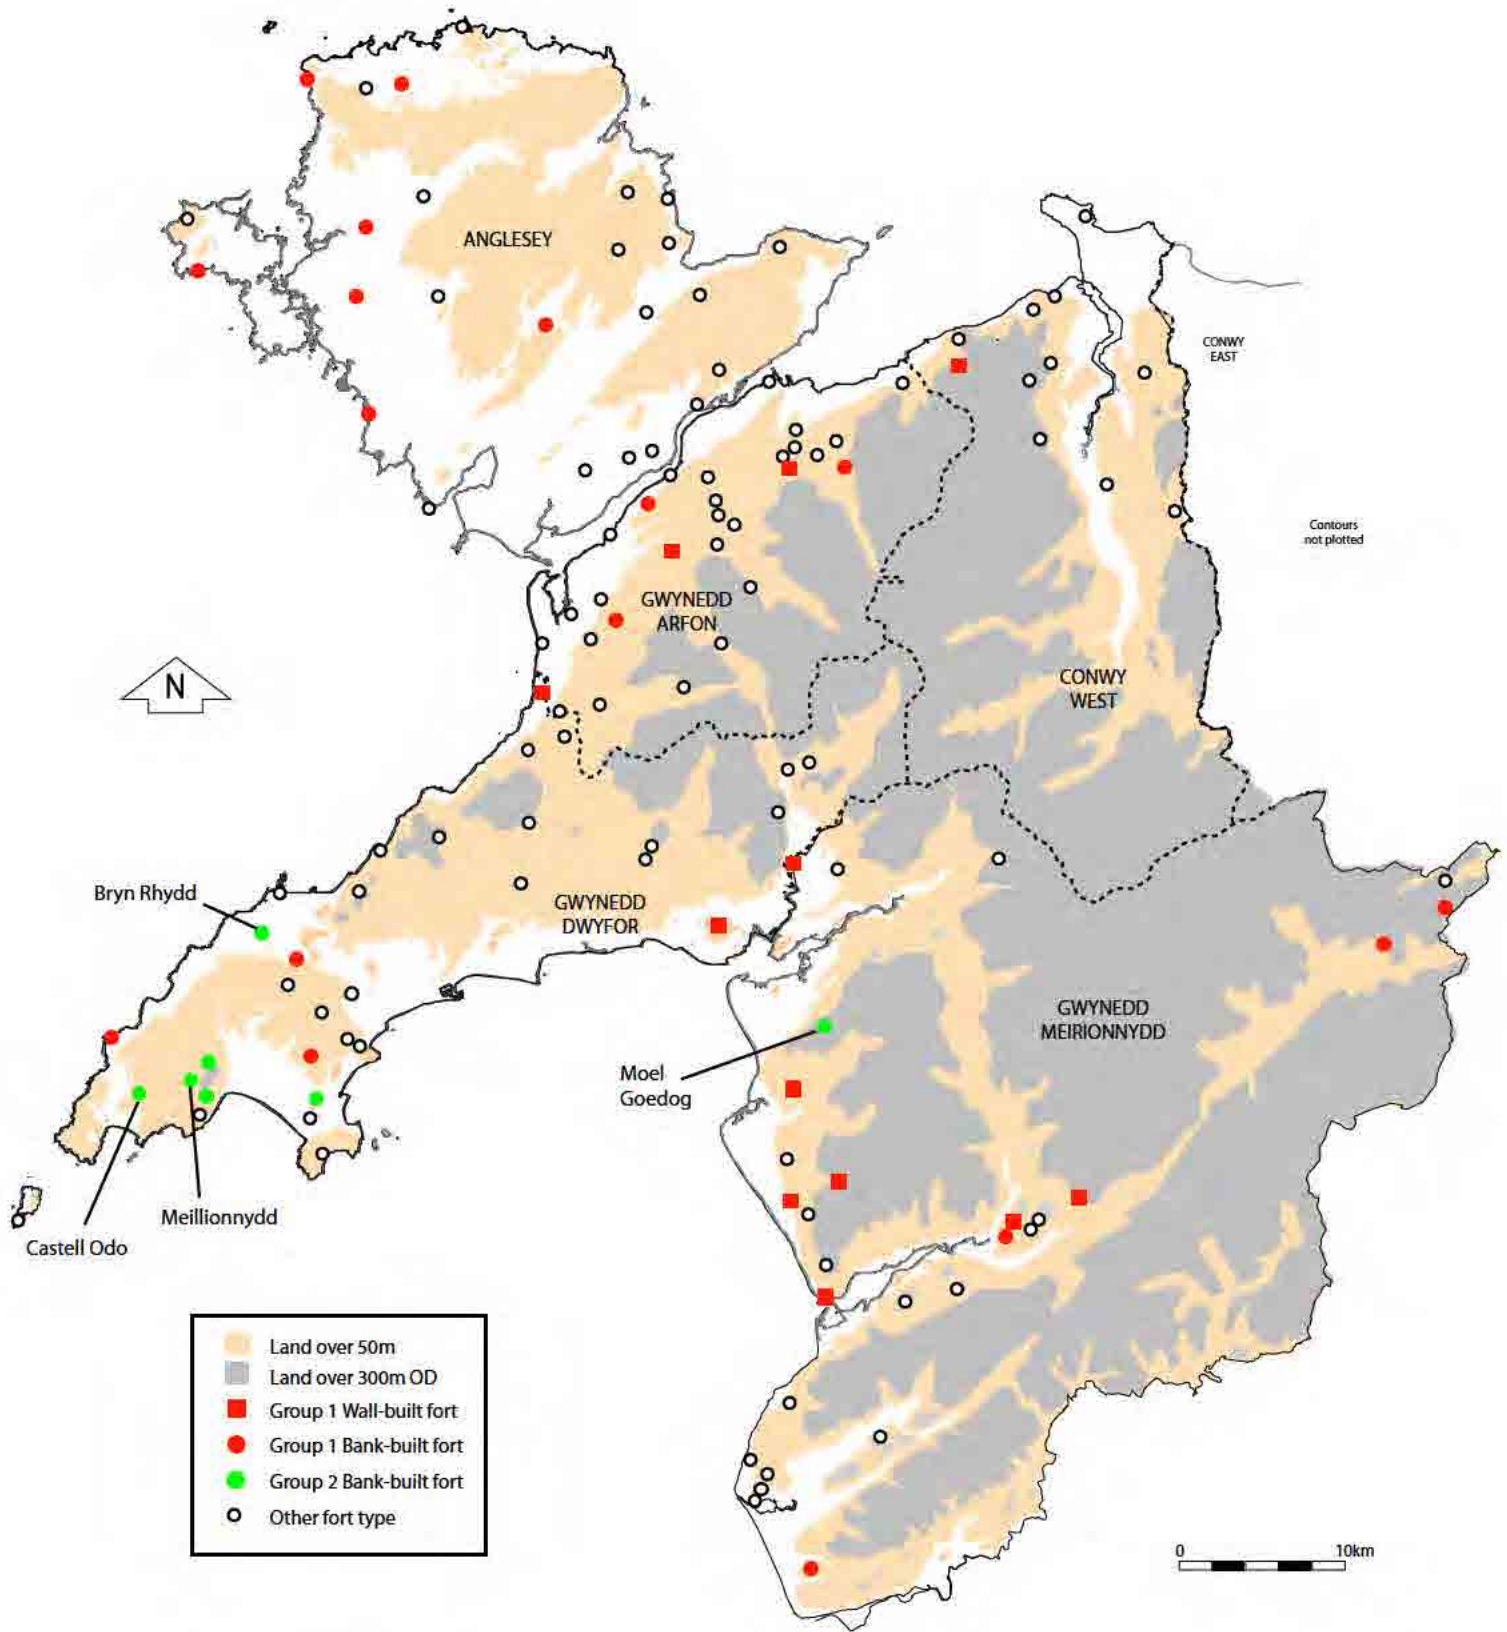 ANGLESEY
CONWY
EAST
Contours
not plotted
GWYNEDD
ARFON
CONWY
WEST
N
Bryn Rhydd
GWYNEDD
DWYFOR
GWYNEDD
MEIRIONNYDD
Moel
Goedog
Meillionnydd
Castell Odo
Land over 50m
Land over 300m OD
Group 1 Wall-built fort
Group 1 Bank-built fort
Group 2 Bank-built fort
Other fort type
0 10km